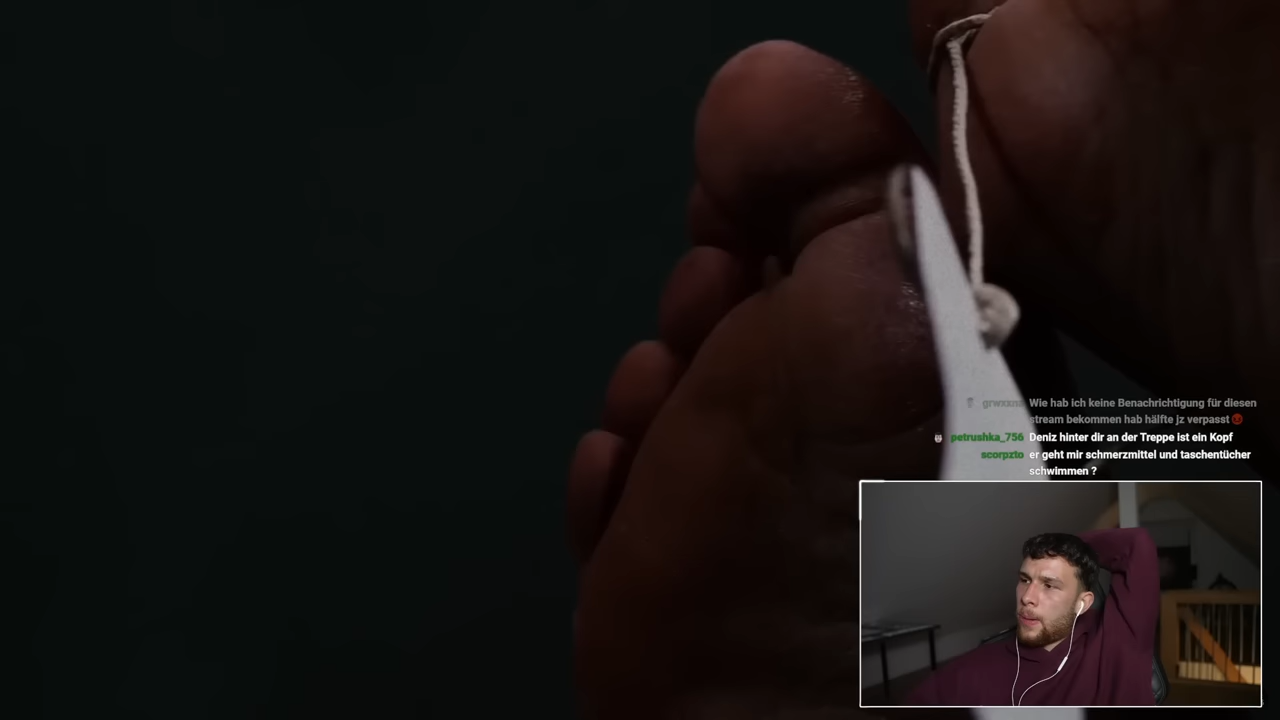 grwxxna Wie hab ich keine Benachrichtigung für diesen
stream bekommen hab hälfte jz verpasst
petrushka_756 Deniz hinter dir an der Treppe ist ein Kopf
scorpzto er geht mir schmerzmittel und taschentücher
schwimmen ?